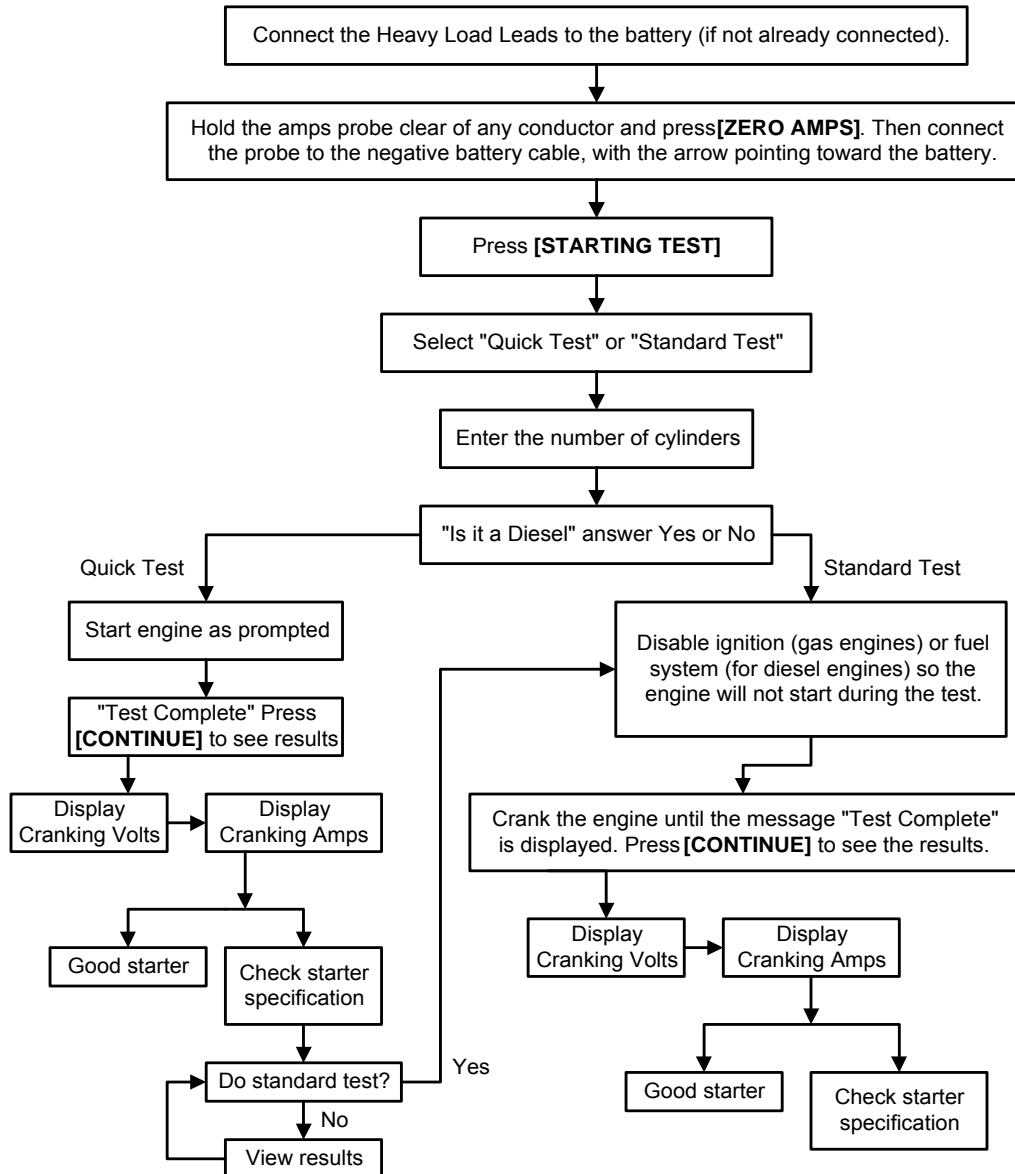 Connect the Heavy Load Leads to the battery (if not already connected).
Hold the amps probe clear of any conductor and press[ZERO AMPS]. Then connect
the probe to the negative battery cable, with the arrow pointing toward the battery.
Press [STARTING TEST]
Select "Quick Test" or "Standard Test"
Enter the number of cylinders
"Is it a Diesel" answer Yes or No
Quick Test
Start engine as prompted
"Test Complete" Press
[CONTINUE] to see results
Display
Cranking Volts
Display
Cranking Amps
Good starter
Check starter
specification
Do standard test?
Yes
No
View results
Standard Test
Disable ignition (gas engines) or fuel
system (for diesel engines) so the
engine will not start during the test.
Crank the engine until the message "Test Complete"
is displayed. Press[CONTINUE] to see the results.
Display
Cranking Volts
Display
Cranking Amps
Good starter
Check starter
specification